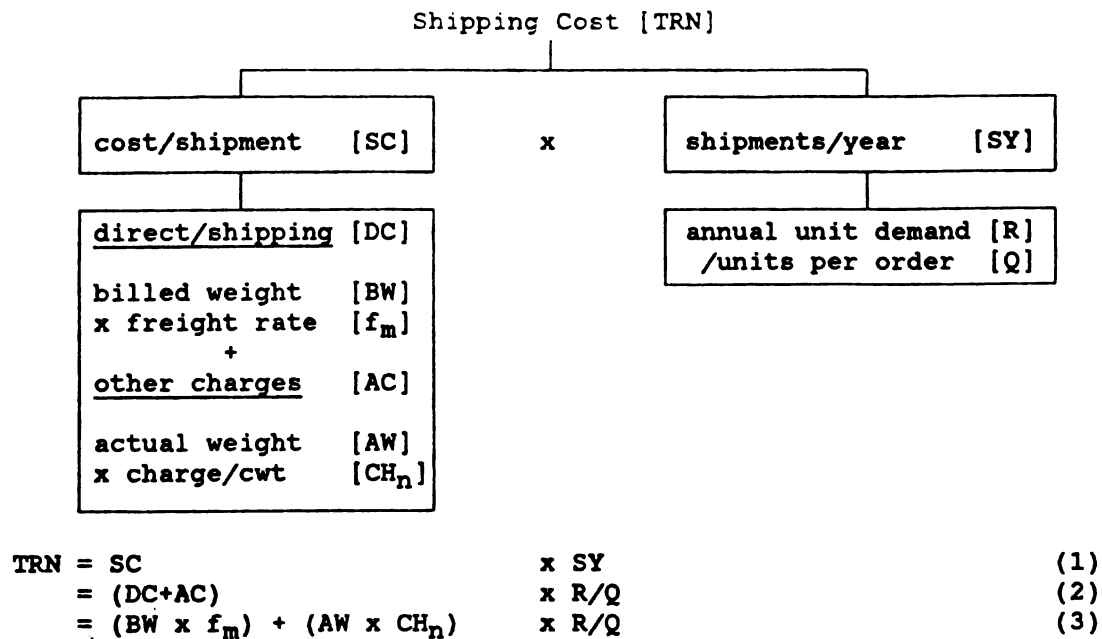 Shipping Cost [TRN]
cost/shipment [SC] x shipments/year [SY]
direct/shipping [DC]
billed weight [BW]
x freight rate [fm]
+
other charges [AC]
actual weight [AW]
x charge/cwt [CHn]
annual unit demand [R]
/units per order [Q]
TRN = SC x SY (1)
= (DC+AC) x R/Q (2)
= (BW x fm) + (AW x CHn) x R/Q (3)